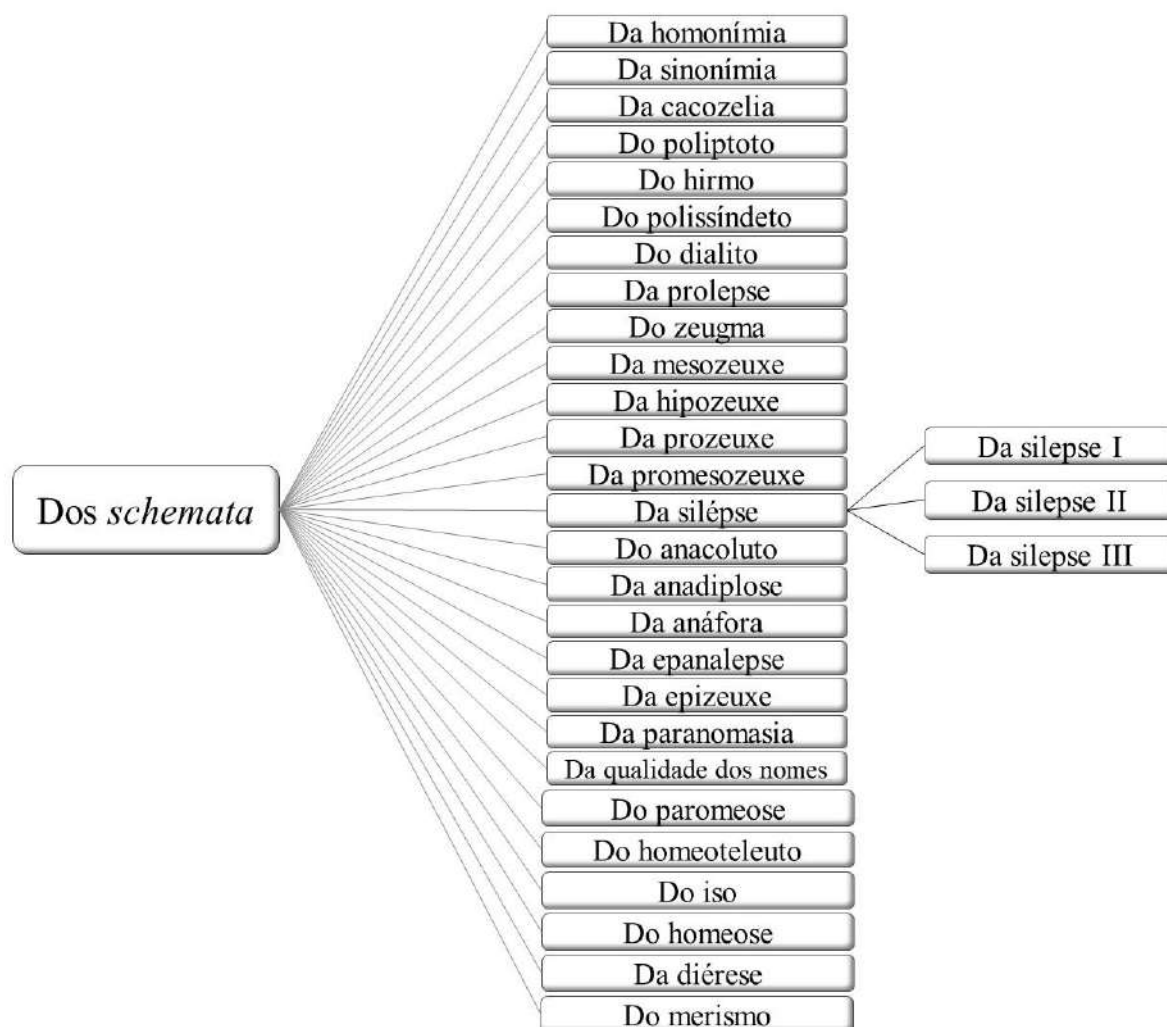 Dos schemata
Da homonímia
Da sinonímia
Da cacozelia
Do poliptoto
Do hirmo
Do polissíndeto
Do dialito
Da prolepse
Do zeugma
Da mesozeuxe
Da hipozeuxe
Da prozeuxe
Da promesozeuxe
Da silépse
Da silepse I
Da silepse II
Da silepse III
Do anacoluto
Da anadiplose
Da anáfora
Da epanalepse
Da epizeuxe
Da paranomasia
Da qualidade dos nomes
Do paromeose
Do homeoteleuto
Do iso
Do homeose
Da diérese
Do merismo